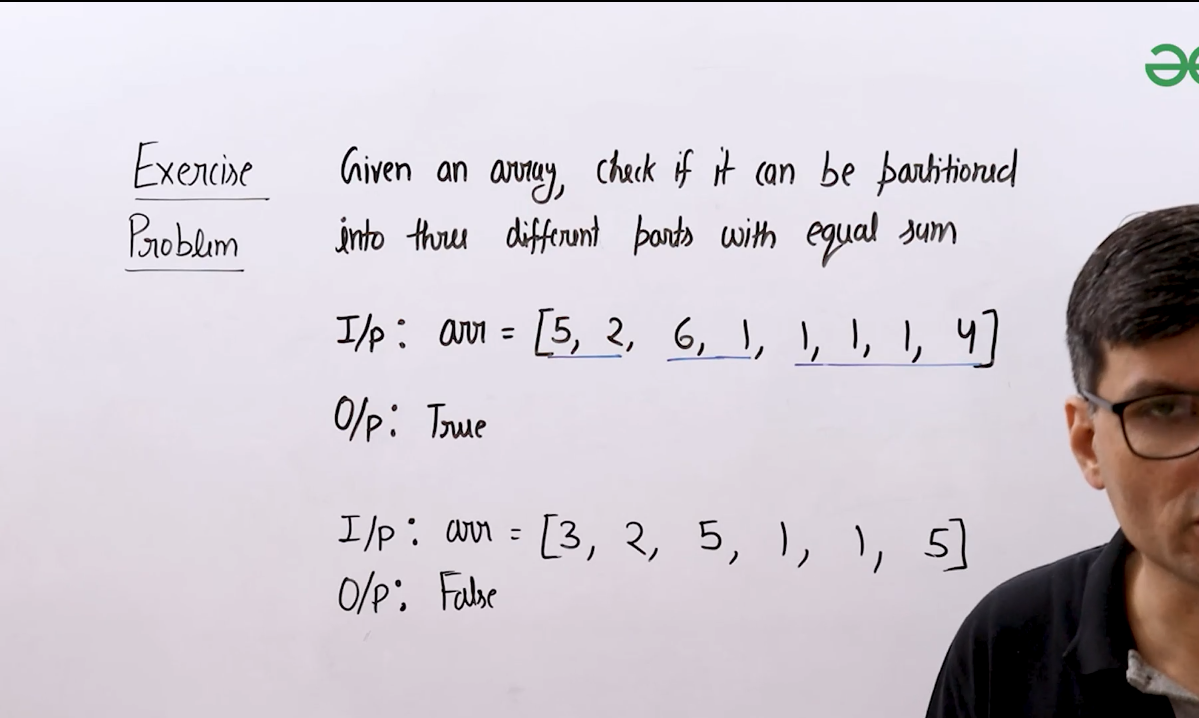 Exercise Given an array, check if it can be partitioned
Problem into three different parts with equal sum
I/p: arr = [5, 2, 6, 1, 1, 1, 1, 4]
O/p: True
I/p: arr = [3, 2, 5, 1, 1, 5]
O/p: False